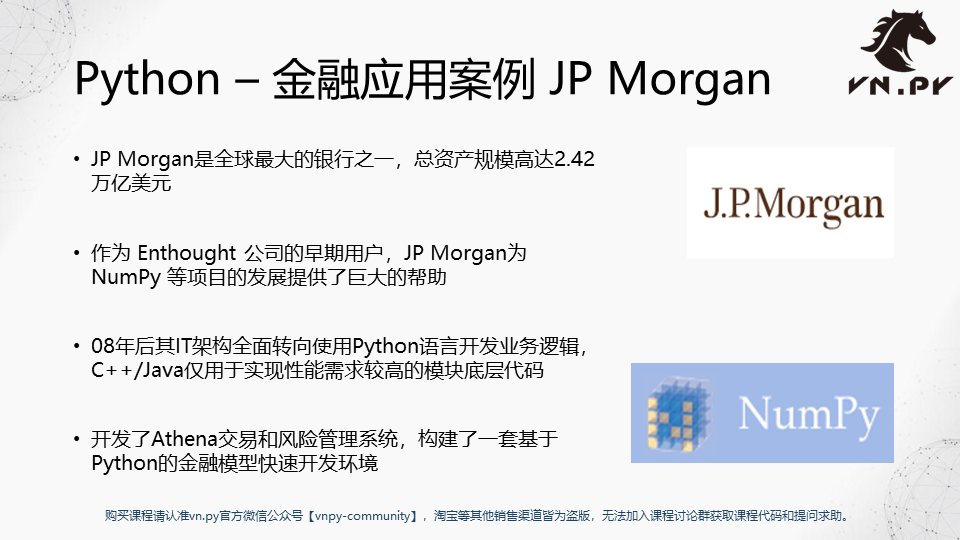 Python – 金融应用案例 JP Morgan
VN.PY
• JP Morgan是全球最大的银行之一，总资产规模高达2.42
万亿美元
J.P.Morgan
• 作为 Enthought 公司的早期用户，JP Morgan为
NumPy 等项目的发展提供了巨大的帮助
• 08年后其IT架构全面转向使用Python语言开发业务逻辑，
C++/Java仅用于实现性能需求较高的模块底层代码
NumPy
• 开发了Athena交易和风险管理系统，构建了一套基于
Python的金融模型快速开发环境
购买课程请认准vn.py官方微信公众号【vnpy-community】，淘宝等其他销售渠道皆为盗版，无法加入课程讨论群获取课程代码和提问求助。